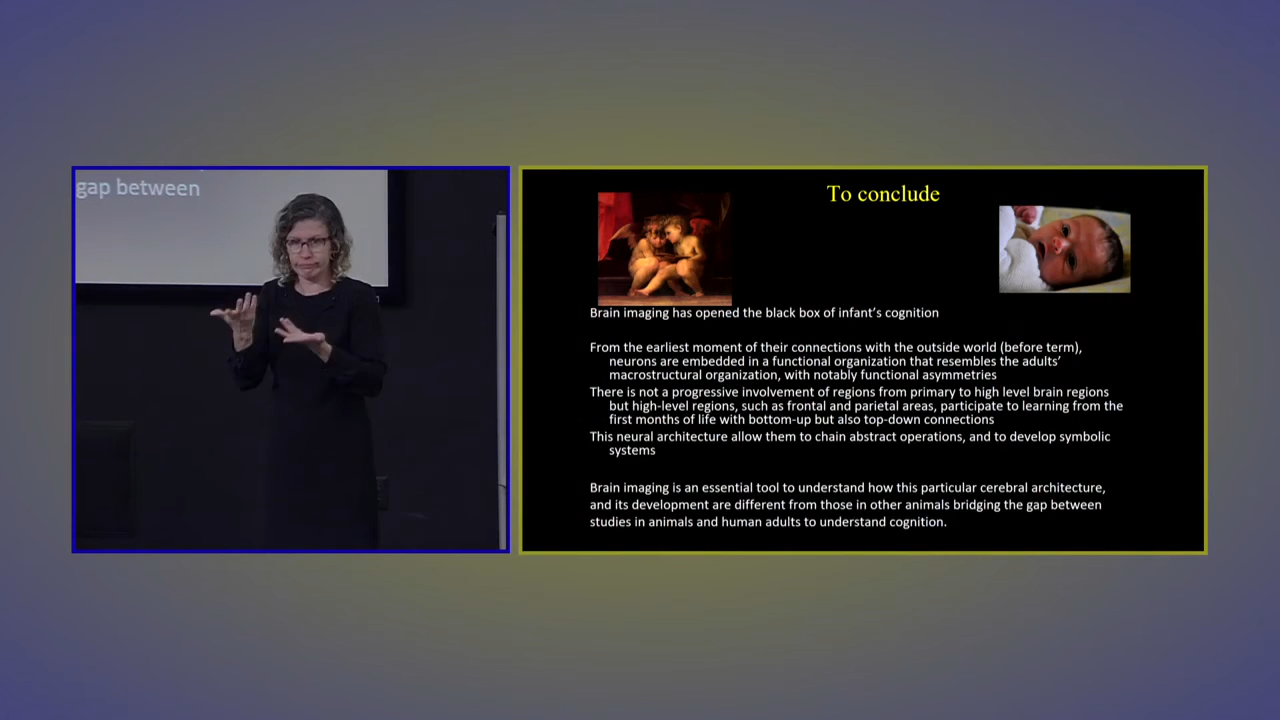 gap between
To conclude
Brain imaging has opened the black box of infant’s cognition
From the earliest moment of their connections with the outside world (before term),
neurons are embedded in a functional organization that resembles the adults’
macrostructural organization, with notably functional asymmetries
There is not a progressive involvement of regions from primary to high level brain regions
but high-level regions, such as frontal and parietal areas, participate to learning from the
first months of life with bottom-up but also top-down connections
This neural architecture allow them to chain abstract operations, and to develop symbolic
systems
Brain imaging is an essential tool to understand how this particular cerebral architecture,
and its development are different from those in other animals bridging the gap between
studies in animals and human adults to understand cognition.